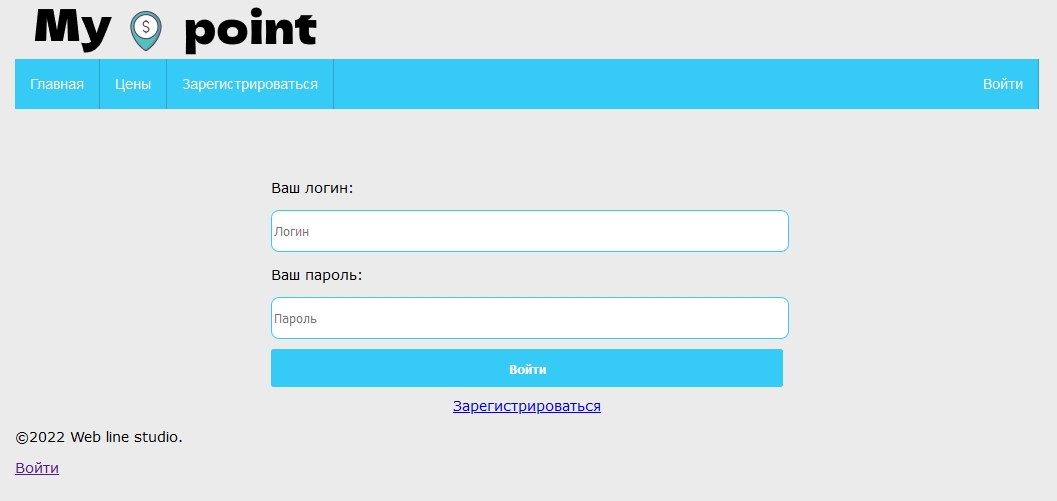 My $ point
Главная Цены Зарегистрироваться Войти
Ваш логин:
Логин
Ваш пароль:
Пароль
Войти
Зарегистрироваться
©2022 Web line studio.
Войти